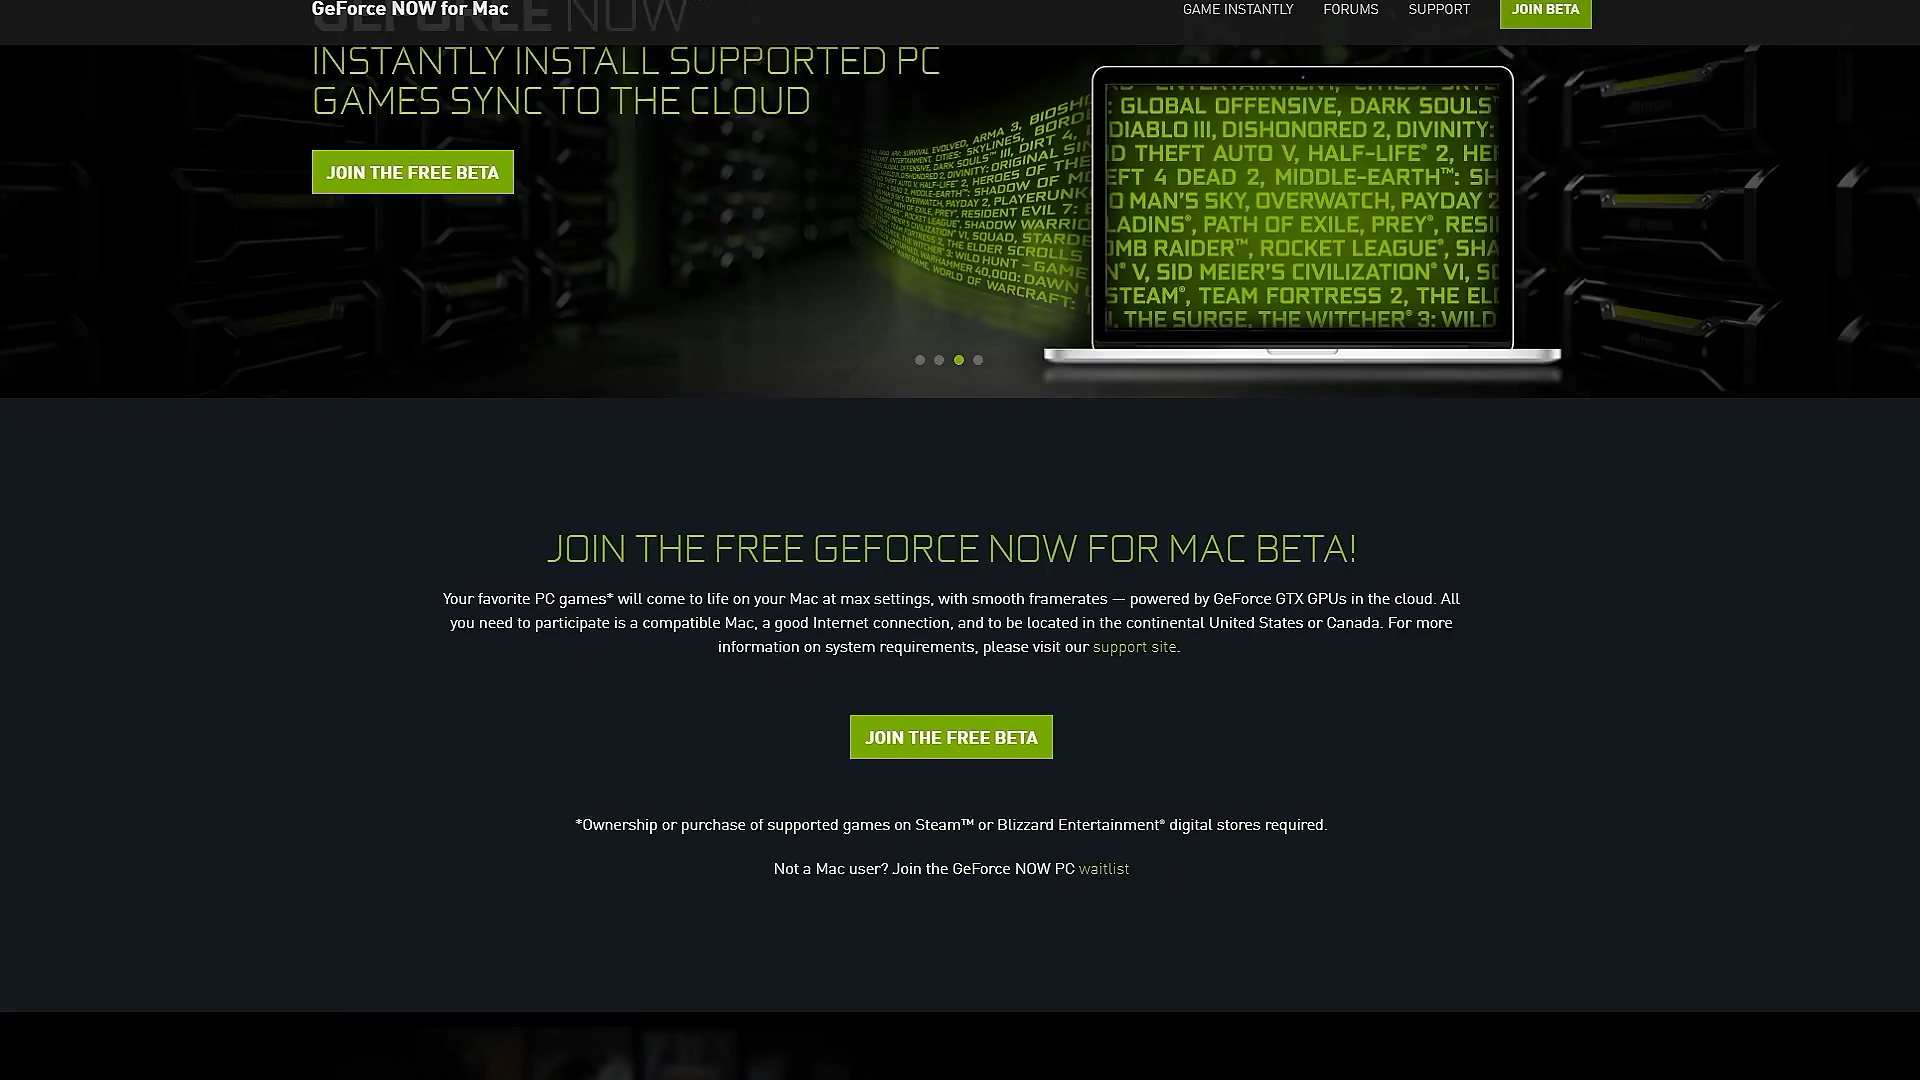 GeForce NOW for Mac
GAME INSTANTLY
FORUMS
SUPPORT
JOIN BETA
GEFORCE NOW™
INSTANTLY INSTALL SUPPORTED PC
GAMES SYNC TO THE CLOUD
JOIN THE FREE BETA
: GLOBAL OFFENSIVE, DARK SOULS™
DIABLO III, DISHONORED 2, DIVINITY:
D THEFT AUTO V, HALF-LIFE® 2, HE
EFT 4 DEAD 2, MIDDLE-EARTH™: SH
O MAN'S SKY, OVERWATCH, PAYDAY 2
LADINS®, PATH OF EXILE, PREY®, RESI
OMB RAIDER™, ROCKET LEAGUE®, SHA
N® V, SID MEIER'S CIVILIZATION® VI, S
STEAM®, TEAM FORTRESS 2, THE EL
, THE SURGE, THE WITCHER® 3: WILD
JOIN THE FREE GEFORCE NOW FOR MAC BETA!
Your favorite PC games* will come to life on your Mac at max settings, with smooth framerates — powered by GeForce GTX GPUs in the cloud. All
you need to participate is a compatible Mac, a good Internet connection, and to be located in the continental United States or Canada. For more
information on system requirements, please visit our support site.
JOIN THE FREE BETA
*Ownership or purchase of supported games on Steam™ or Blizzard Entertainment® digital stores required.
Not a Mac user? Join the GeForce NOW PC waitlist